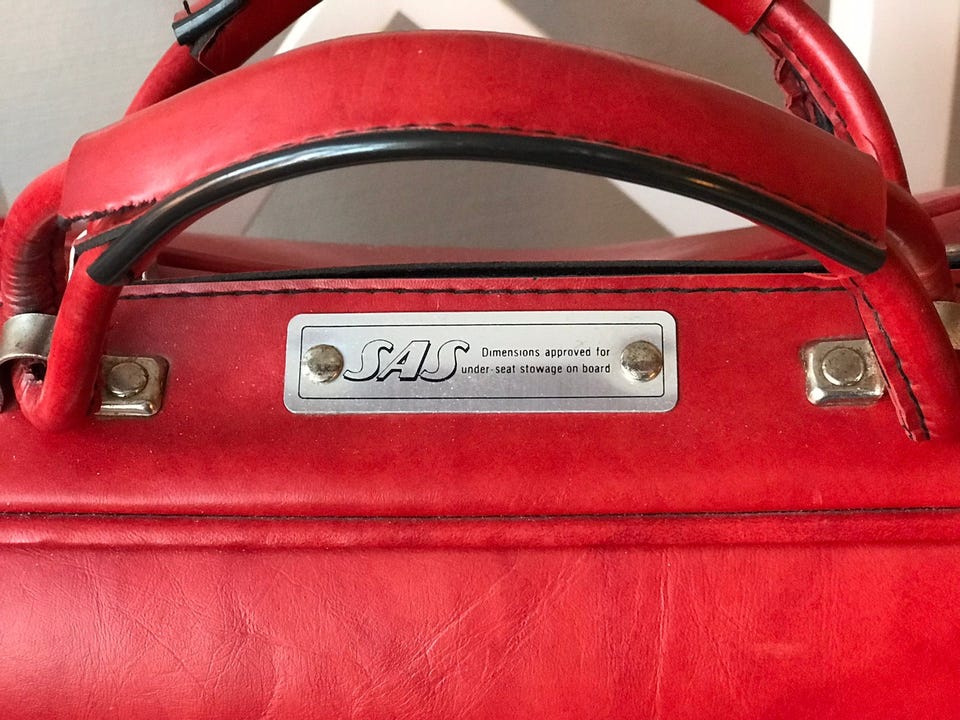 SAS
Dimensions approved for
under-seat stowage on board